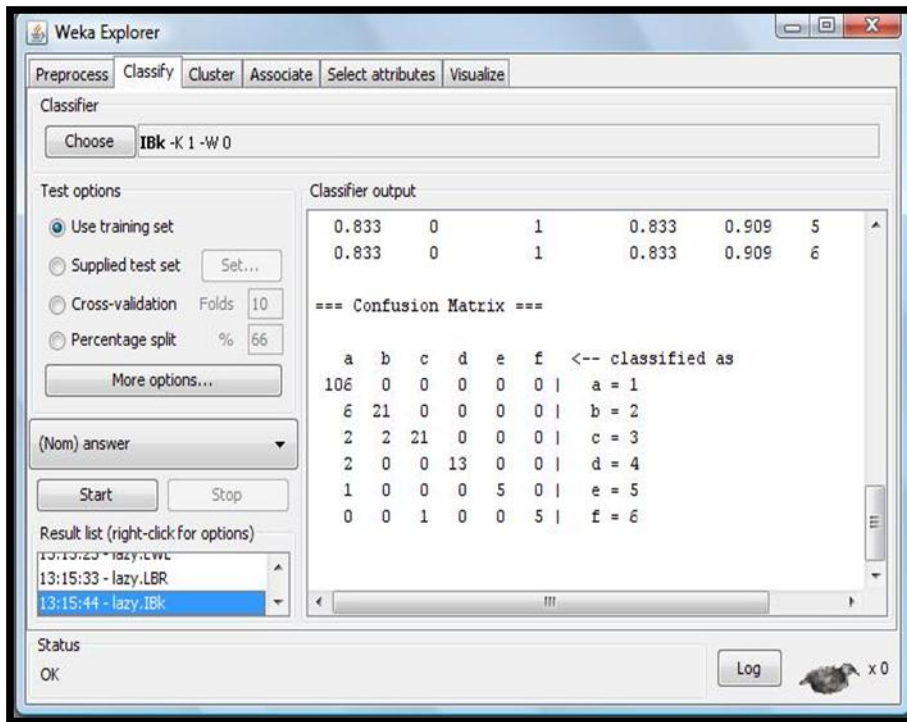 Weka Explorer
Preprocess Classify Cluster Associate Select attributes Visualize
Classifier
Choose IBk -K 1 -W 0
Test options
Use training set
Supplied test set Set...
Cross-validation Folds 10
Percentage split % 66
More options...
(Nom) answer
Start Stop
Result list (right-click for options)
13:15:33 - lazy.LBR
13:15:44 - lazy.IBk
Classifier output
0.833 0 1 0.833 0.909 5
0.833 0 1 0.833 0.909 6
=== Confusion Matrix ===
a b c d e f <-- classified as
106 0 0 0 0 0 | a = 1
6 21 0 0 0 0 | b = 2
2 2 21 0 0 0 | c = 3
2 0 0 13 0 0 | d = 4
1 0 0 0 5 0 | e = 5
0 0 1 0 0 5 | f = 6
Status
OK
Log
x 0